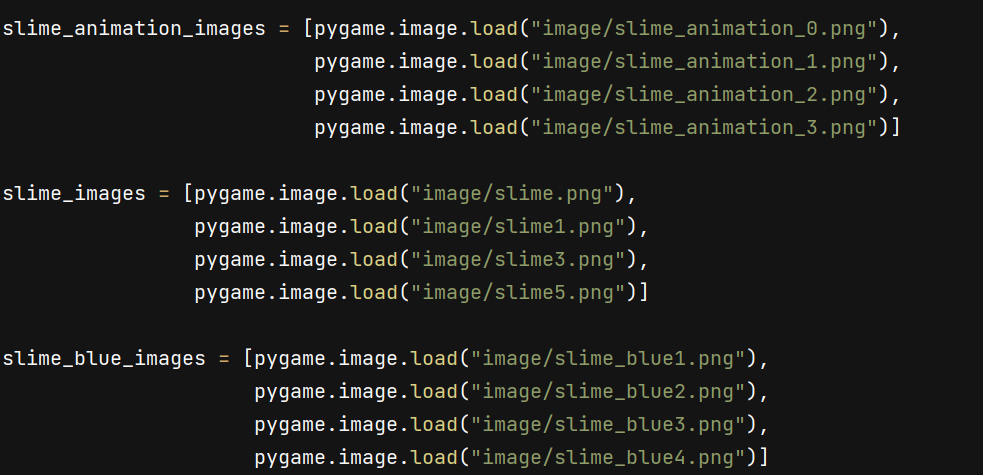 slime_animation_images = [pygame.image.load("image/slime_animation_0.png"),
pygame.image.load("image/slime_animation_1.png"),
pygame.image.load("image/slime_animation_2.png"),
pygame.image.load("image/slime_animation_3.png")]
slime_images = [pygame.image.load("image/slime.png"),
pygame.image.load("image/slime1.png"),
pygame.image.load("image/slime3.png"),
pygame.image.load("image/slime5.png")]
slime_blue_images = [pygame.image.load("image/slime_blue1.png"),
pygame.image.load("image/slime_blue2.png"),
pygame.image.load("image/slime_blue3.png"),
pygame.image.load("image/slime_blue4.png")]